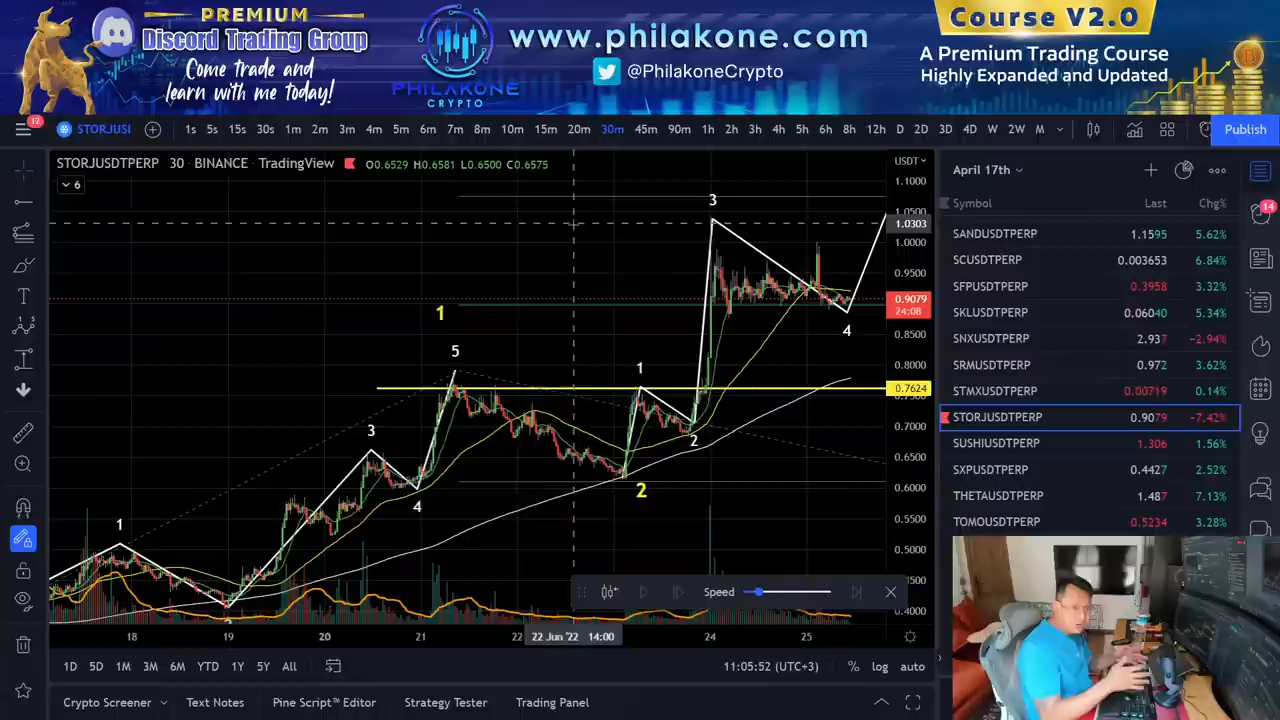 PREMIUM
Discord Trading Group
Come trade and
learn with me today!
PHILAKONE
CRYPTO
www.philakone.com
@PhilakoneCrypto
Course V2.0
A Premium Trading Course
Highly Expanded and Updated
12
STORJUSI
1s 5s 15s 30s 1m 2m 3m 4m 5m 6m 7m 8m 10m 15m 20m 30m 45m 90m 1h 2h 3h 4h 5h 6h 8h 12h D 2D 3D 4D W 2W M
Publish
STORJUSDTPERP 30 BINANCE TradingView
O0.6529 H0.6581 L0.6500 C0.6575
6
USDT
1.1000
1.0303
1.0000
0.9500
0.9079
24:08
0.8500
0.8000
0.7624
0.7000
0.6500
0.6000
0.5500
0.5000
0.4000
1
2
3
4
5
1
2
1
2
3
4
18 19 20 21 22 22 Jun '22 14:00 24 25
Speed
1D 5D 1M 3M 6M YTD 1Y 5Y All
11:05:52 (UTC+3)
% log auto
Crypto Screener
Text Notes
Pine Script™ Editor
Strategy Tester
Trading Panel
April 17th
14
Symbol Last Chg%
SANDUSDTPERP 1.1595 5.62%
SCUSDTPERP 0.003653 6.84%
SFPUSDTPERP 0.3958 3.32%
SKLUSDTPERP 0.06040 5.34%
SNXUSDTPERP 2.937 −2.94%
SRMUSDTPERP 0.972 3.62%
STMXUSDTPERP 0.00719 0.14%
STORJUSDTPERP 0.9079 −7.42%
SUSHIUSDTPERP 1.306 1.56%
SXPUSDTPERP 0.4427 2.52%
THETAUSDTPERP 1.487 7.13%
TOMOUSDTPERP 0.5234 3.28%